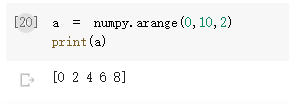 [20] a = numpy.arange(0,10,2)
print(a)
[0 2 4 6 8]